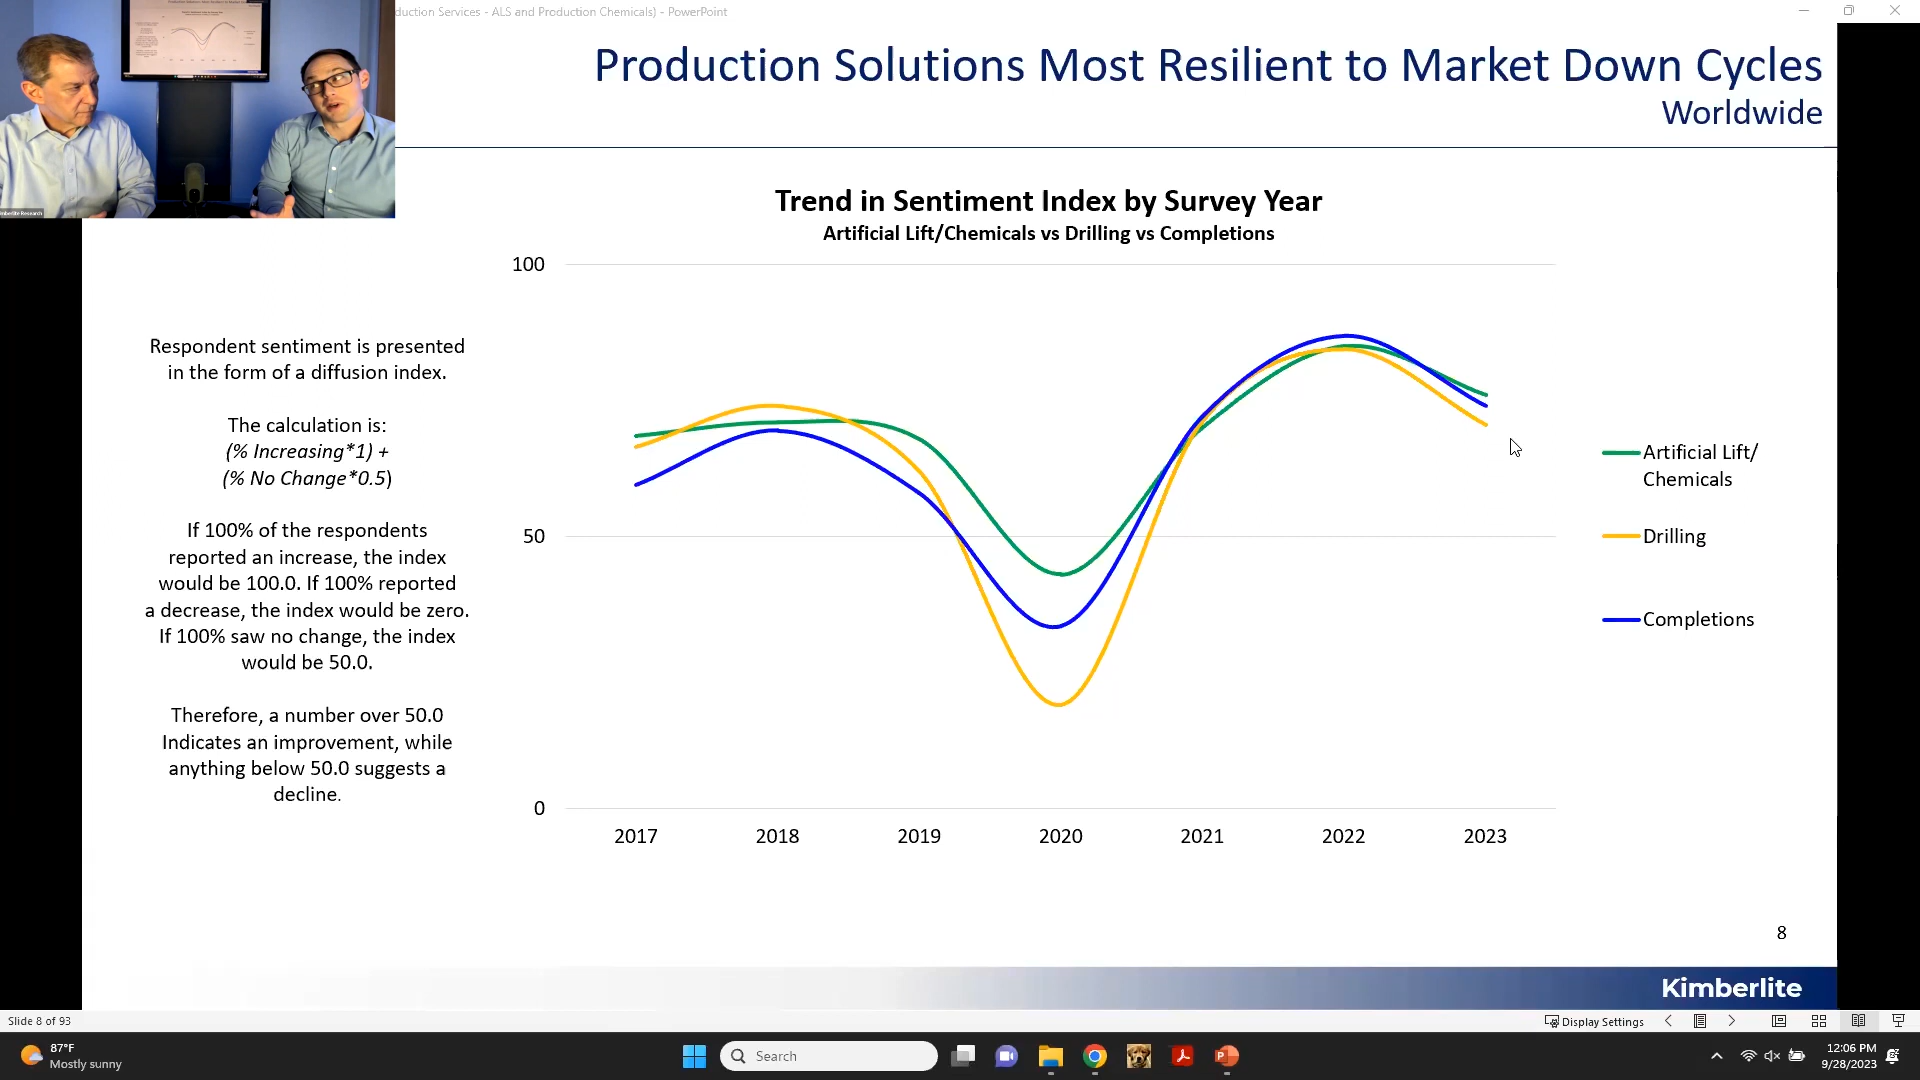 duction Services - ALS and Production Chemicals) - PowerPoint
Production Solutions Most Resilient to Market Down Cycles
Worldwide
Trend in Sentiment Index by Survey Year
Artificial Lift/Chemicals vs Drilling vs Completions
Respondent sentiment is presented
in the form of a diffusion index.
The calculation is:
(% Increasing*1) +
(% No Change*0.5)
If 100% of the respondents
reported an increase, the index
would be 100.0. If 100% reported
a decrease, the index would be zero.
If 100% saw no change, the index
would be 50.0.
Therefore, a number over 50.0
Indicates an improvement, while
anything below 50.0 suggests a
decline.
100
50
0
2017
2018
2019
2020
2021
2022
2023
Artificial Lift/
Chemicals
Drilling
Completions
8
Kimberlite
Slide 8 of 93
Display Settings
87°F
Mostly sunny
Search
12:06 PM
9/28/2023